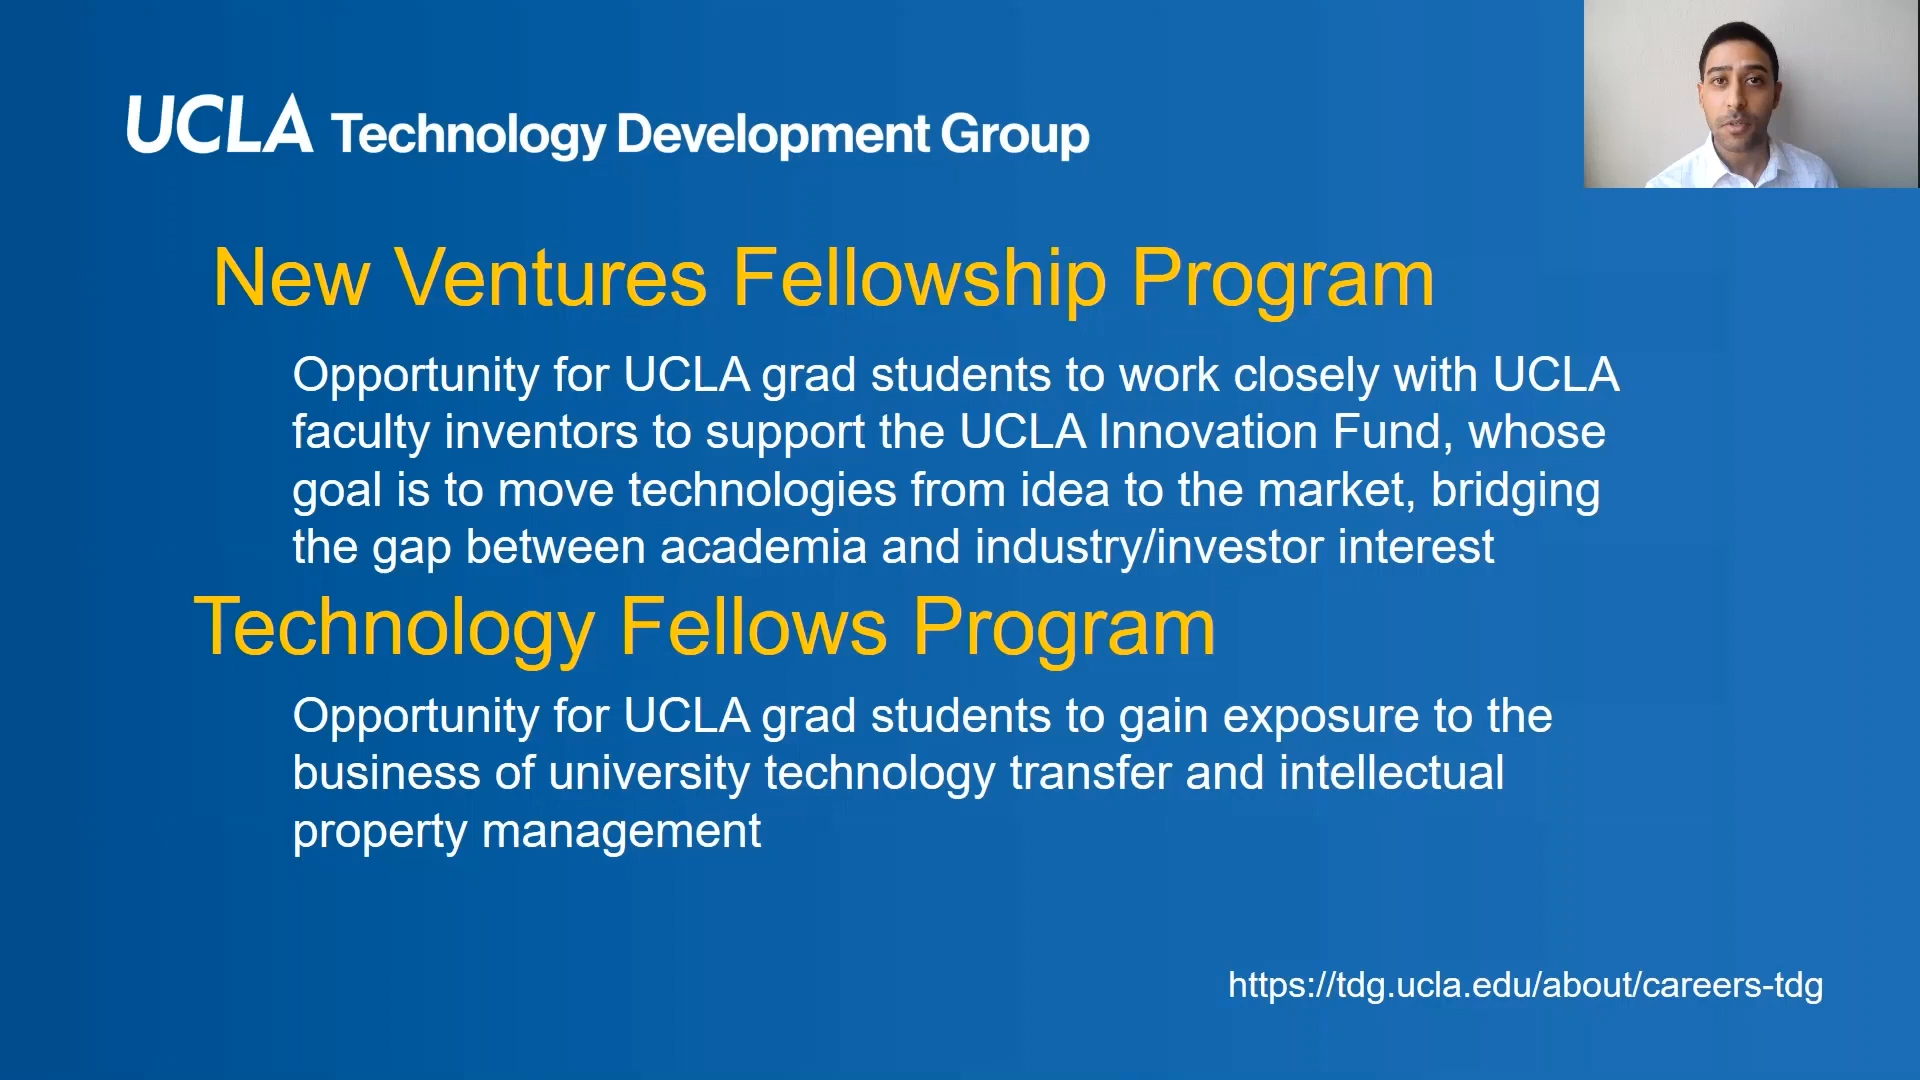 UCLA Technology Development Group
New Ventures Fellowship Program
Opportunity for UCLA grad students to work closely with UCLA
faculty inventors to support the UCLA Innovation Fund, whose
goal is to move technologies from idea to the market, bridging
the gap between academia and industry/investor interest
Technology Fellows Program
Opportunity for UCLA grad students to gain exposure to the
business of university technology transfer and intellectual
property management
https://tdg.ucla.edu/about/careers-tdg